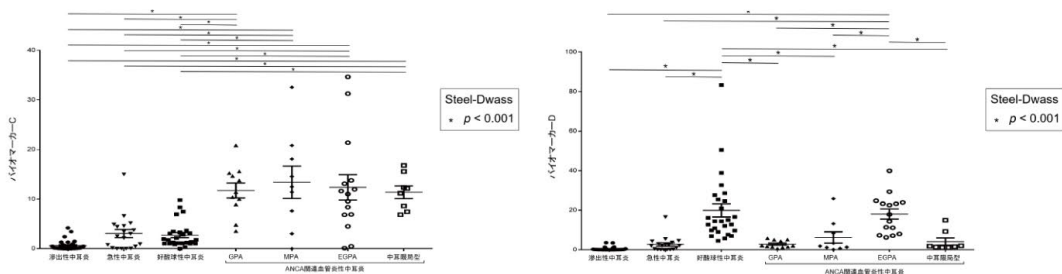 バイオマーカーC
40
30
20
10
0
滲出性中耳炎 急性中耳炎 好酸球性中耳炎 GPA MPA EGPA 中耳限局型
ANCA関連血管炎性中耳炎
Steel-Dwass
* p < 0.001
バイオマーカーD
100
80
60
40
20
0
滲出性中耳炎 急性中耳炎 好酸球性中耳炎 GPA MPA EGPA 中耳限局型
ANCA関連血管炎性中耳炎
Steel-Dwass
* p < 0.001